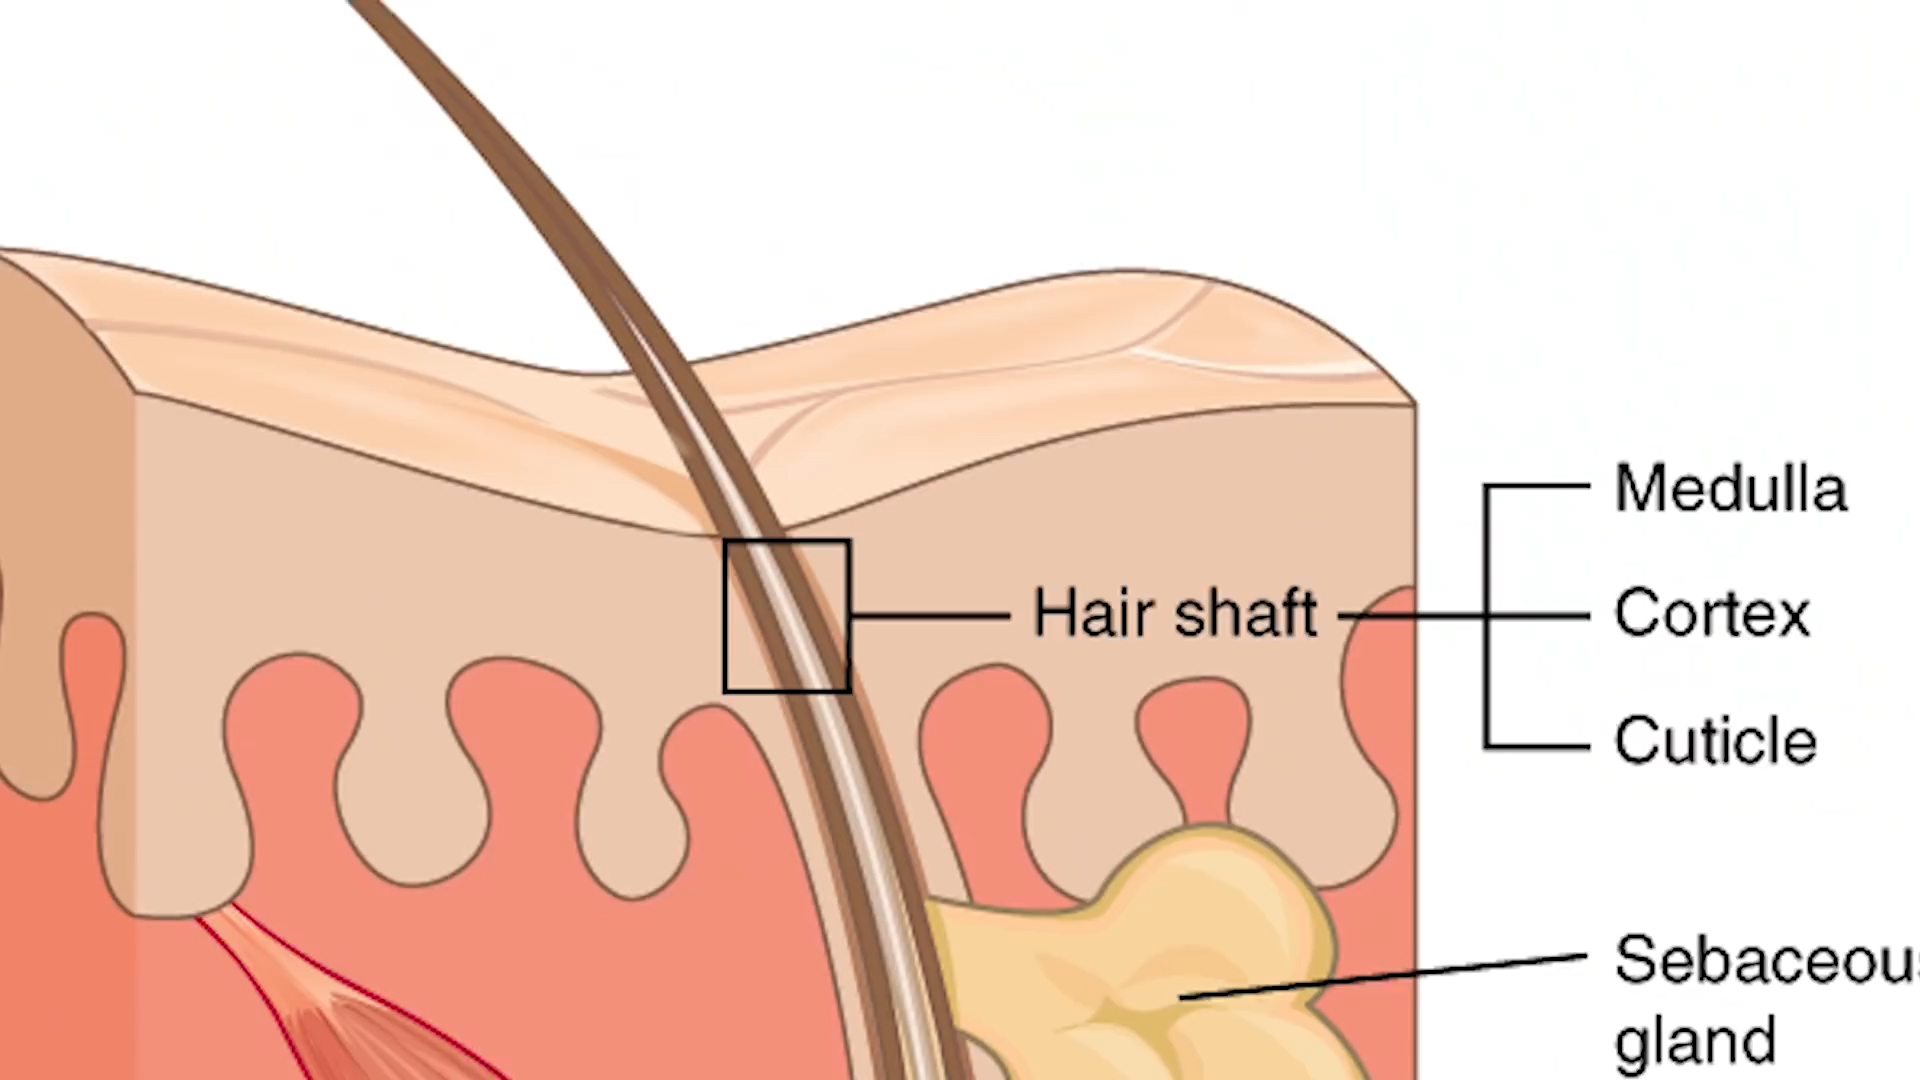 Medulla
Hair shaft
Cortex
Cuticle
Sebaceous
gland